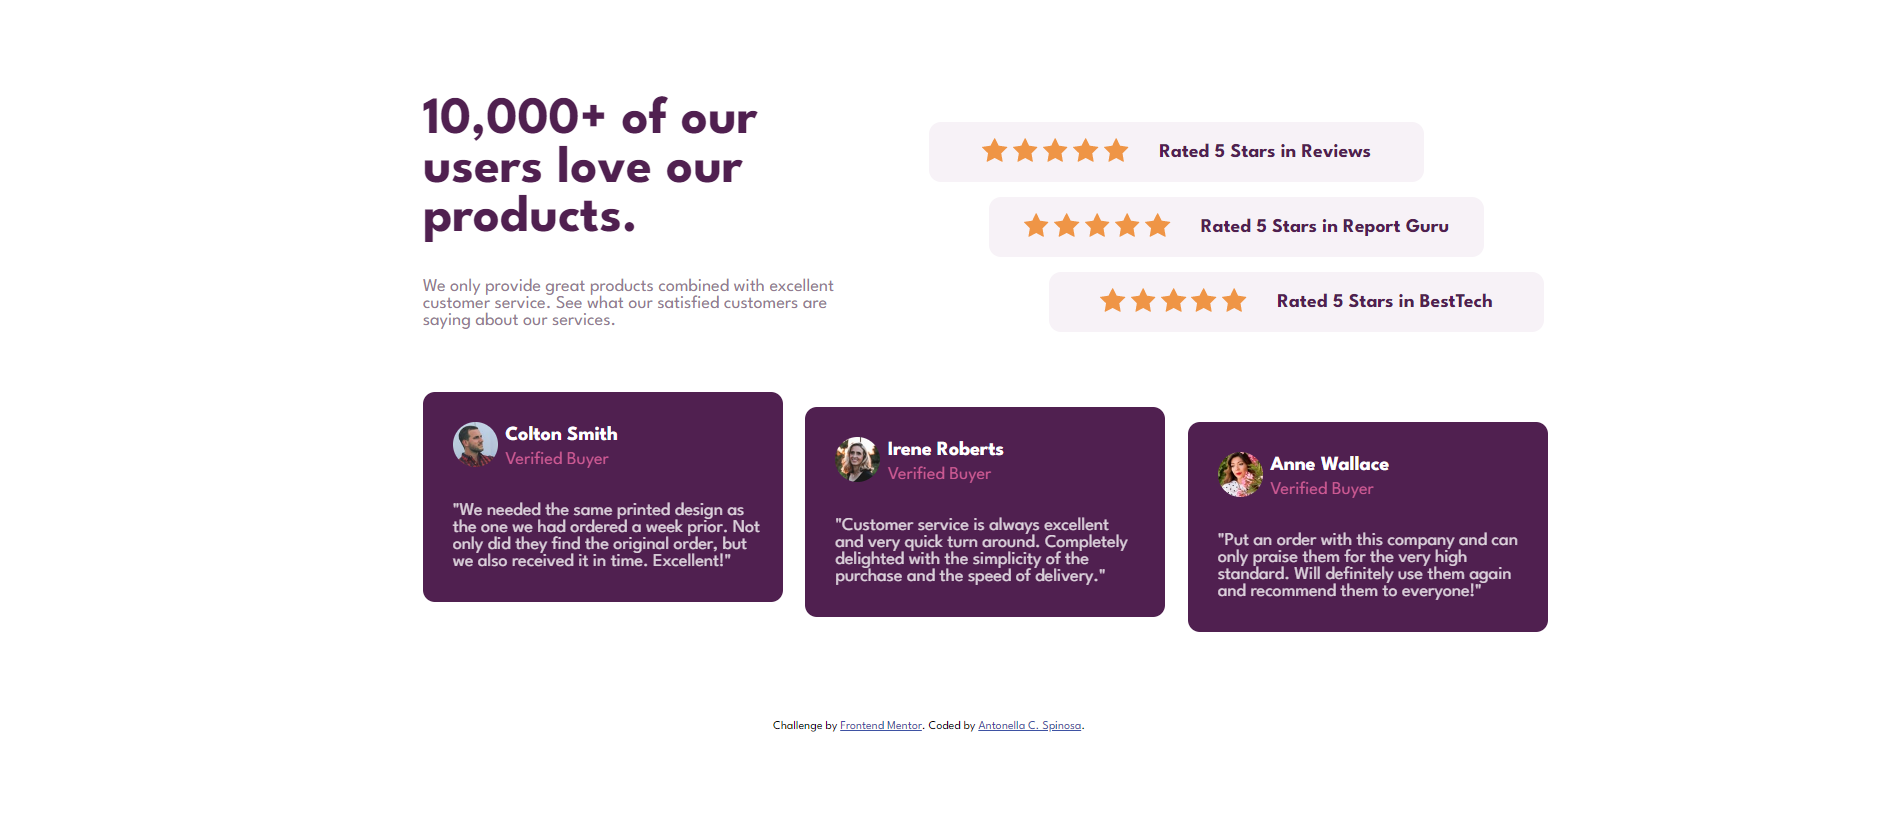 10,000+ of our
users love our
products.
We only provide great products combined with excellent
customer service. See what our satisfied customers are
saying about our services.
Rated 5 Stars in Reviews
Rated 5 Stars in Report Guru
Rated 5 Stars in BestTech
Colton Smith
Verified Buyer
"We needed the same printed design as
the one we had ordered a week prior. Not
only did they find the original order, but
we also received it in time. Excellent!"
Irene Roberts
Verified Buyer
"Customer service is always excellent
and very quick turn around. Completely
delighted with the simplicity of the
purchase and the speed of delivery."
Anne Wallace
Verified Buyer
"Put an order with this company and can
only praise them for the very high
standard. Will definitely use them again
and recommend them to everyone!"
Challenge by Frontend Mentor. Coded by Antonella C. Spinosa.